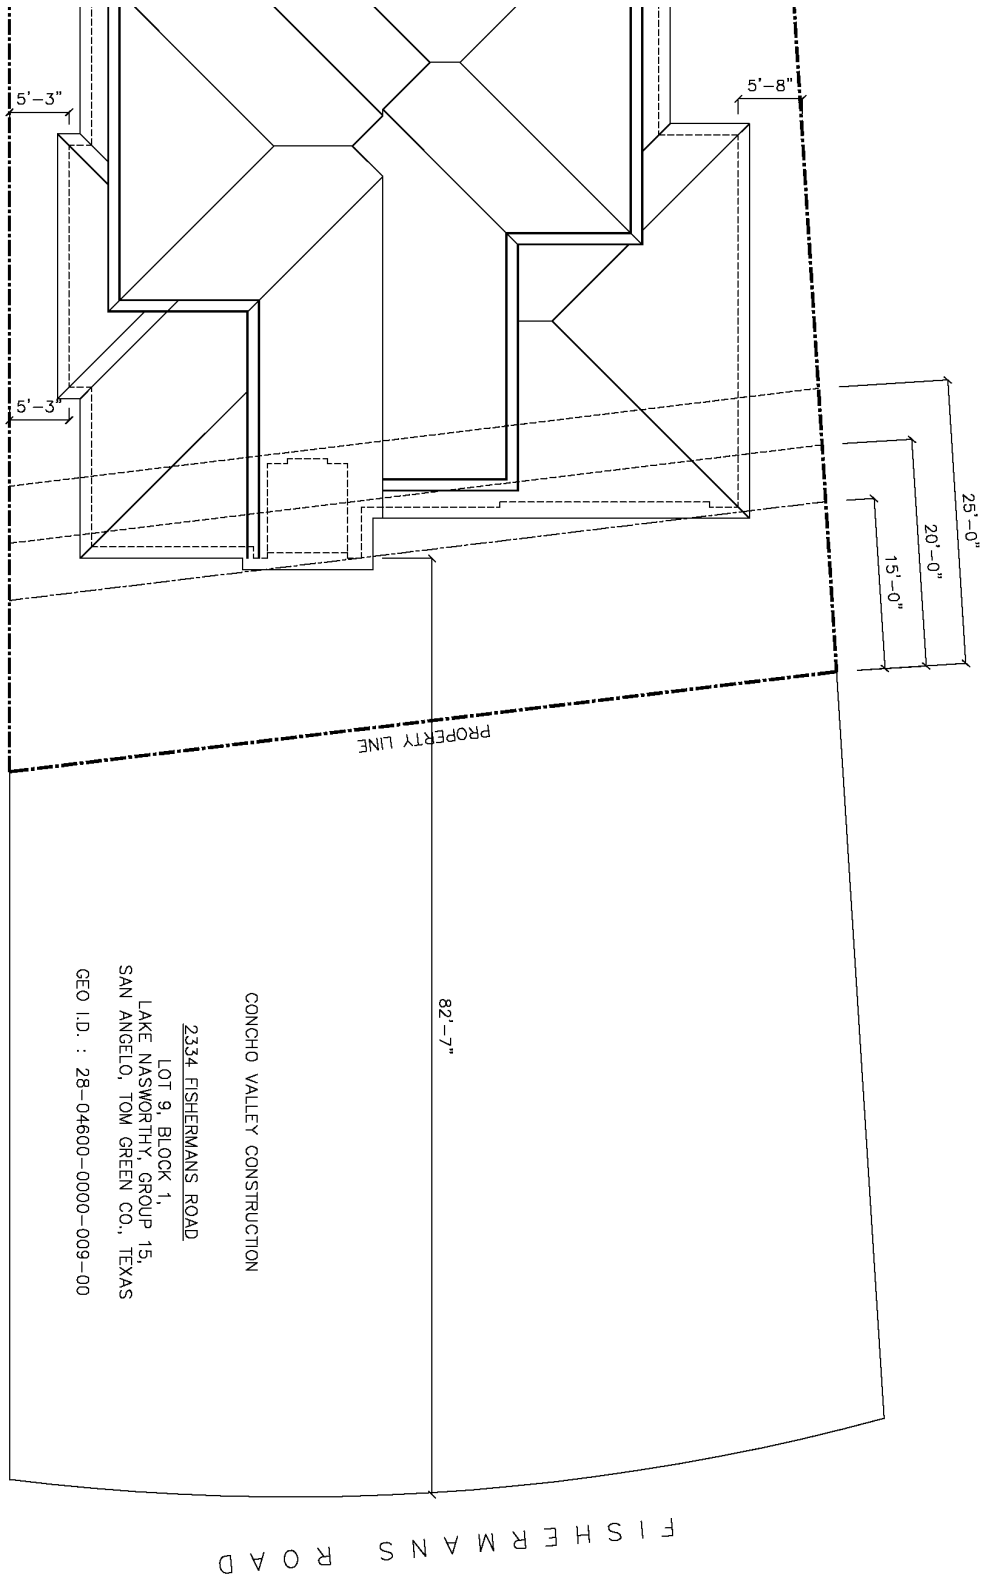 5'-3"
5'-8"
5'-3"
25'-0"
20'-0"
15'-0"
PROPERTY LINE
82'-7"
CONCHO VALLEY CONSTRUCTION
2334 FISHERMANS ROAD
LOT 9, BLOCK 1,
LAKE NASWORTHY, GROUP 15,
SAN ANGELO, TOM GREEN CO., TEXAS
GEO I.D. : 28-04600-0000-009-00
FISHERMANS ROAD